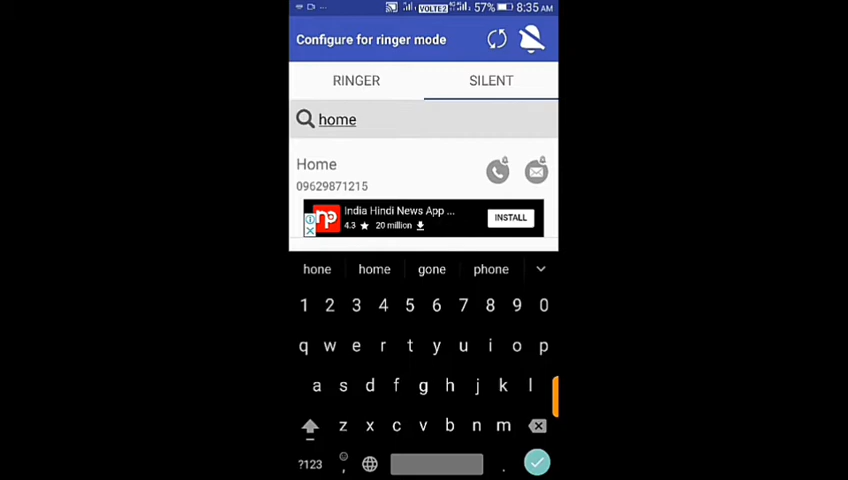 VOLTE2 57% 8:35 AM
Configure for ringer mode
RINGER SILENT
home
Home
09629871215
np India Hindi News App ...
4.3 20 million INSTALL
hone home gone phone
1 2 3 4 5 6 7 8 9 0
q w e r t y u i o p
a s d f g h j k l
z x c v b n m
?123 , .